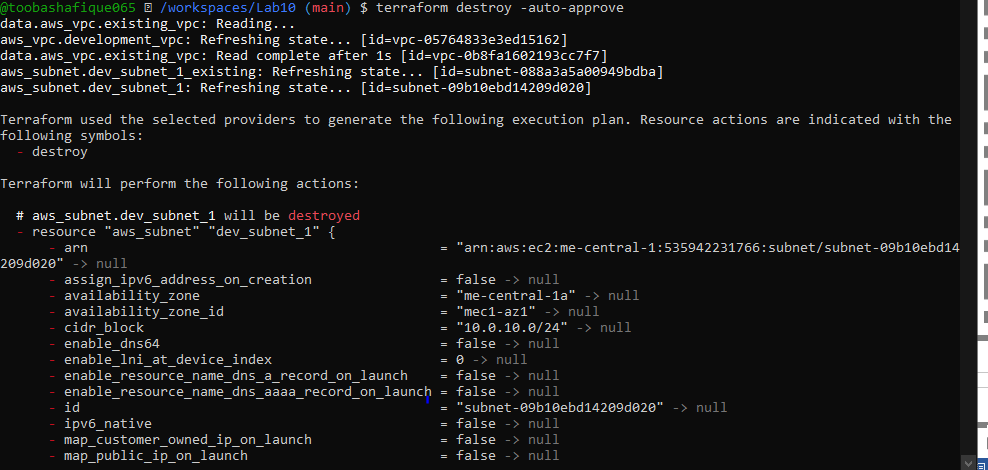 @toobashafique065 /workspaces/Lab10 (main) $ terraform destroy -auto-approve
data.aws_vpc.existing_vpc: Reading...
aws_vpc.development_vpc: Refreshing state... [id=vpc-05764833e3ed15162]
data.aws_vpc.existing_vpc: Read complete after 1s [id=vpc-0b8fa1602193cc7f7]
aws_subnet.dev_subnet_1_existing: Refreshing state... [id=subnet-088a3a5a00949bdba]
aws_subnet.dev_subnet_1: Refreshing state... [id=subnet-09b10ebd14209d020]
Terraform used the selected providers to generate the following execution plan. Resource actions are indicated with the
following symbols:
- destroy
Terraform will perform the following actions:
# aws_subnet.dev_subnet_1 will be destroyed
- resource "aws_subnet" "dev_subnet_1" {
- arn = "arn:aws:ec2:me-central-1:535942231766:subnet/subnet-09b10ebd14
209d020" -> null
- assign_ipv6_address_on_creation = false -> null
- availability_zone = "me-central-1a" -> null
- availability_zone_id = "mec1-az1" -> null
- cidr_block = "10.0.10.0/24" -> null
- enable_dns64 = false -> null
- enable_lni_at_device_index = 0 -> null
- enable_resource_name_dns_a_record_on_launch = false -> null
- enable_resource_name_dns_aaaa_record_on_launch = false -> null
- id = "subnet-09b10ebd14209d020" -> null
- ipv6_native = false -> null
- map_customer_owned_ip_on_launch = false -> null
- map_public_ip_on_launch = false -> null